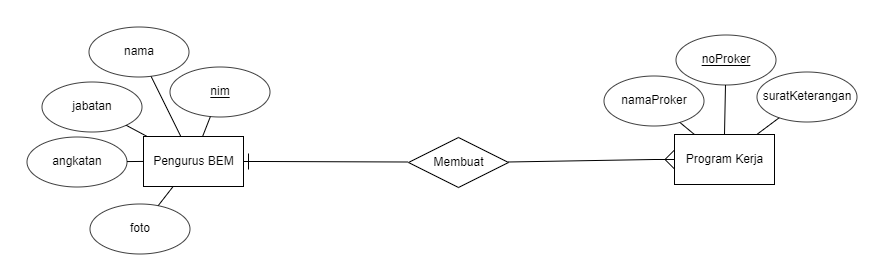 nama
nim
jabatan
angkatan
Pengurus BEM
foto
Membuat
noProker
namaProker
suratKeterangan
Program Kerja